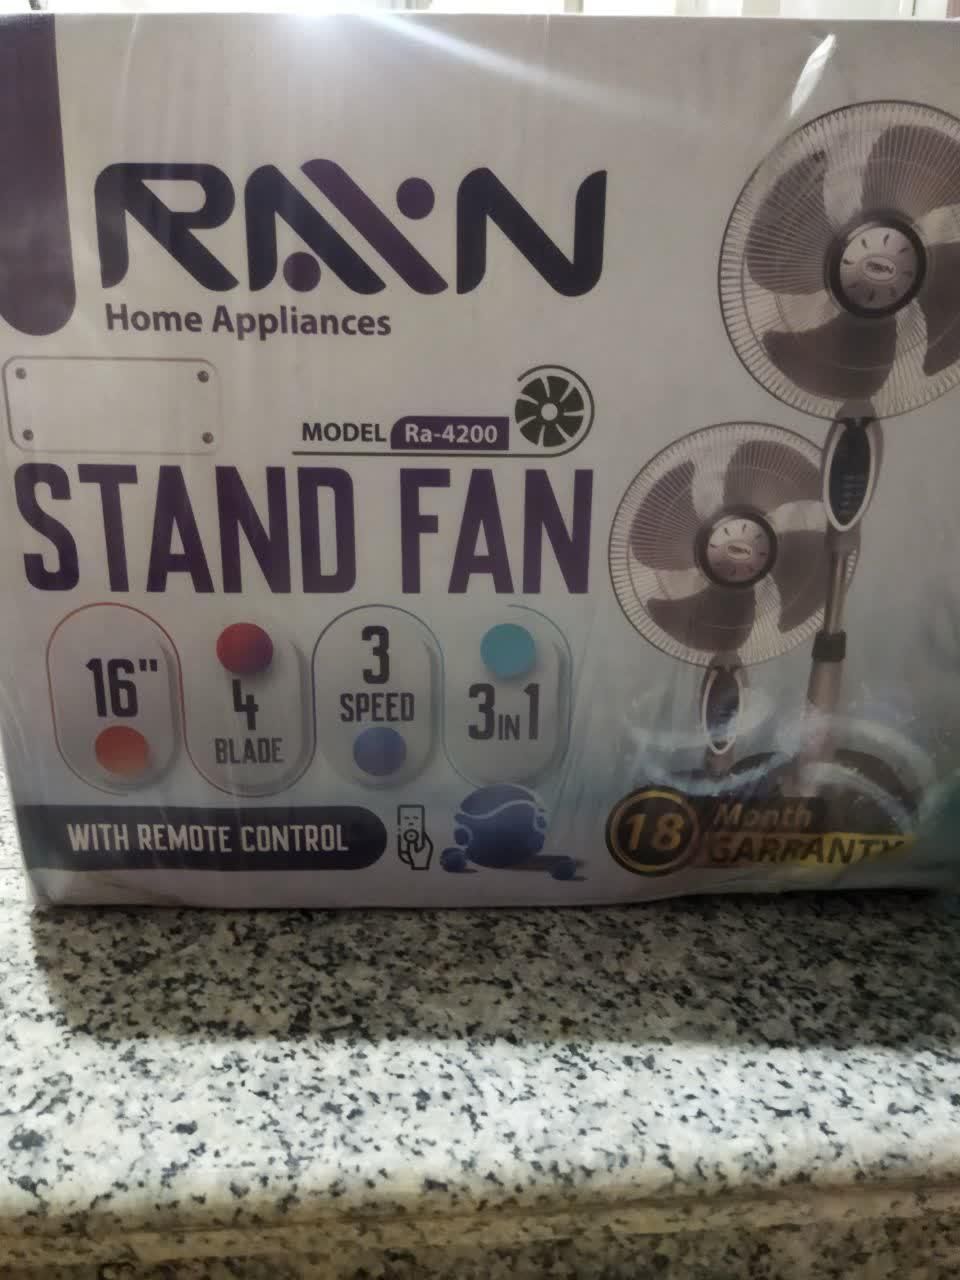 RAIN
Home Appliances
MODEL Ra-4200
STAND FAN
16"
4
BLADE
3
SPEED
3 IN 1
WITH REMOTE CONTROL
18 Month
GARRANTY